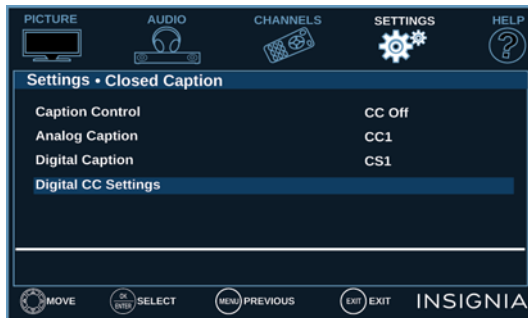 PICTURE AUDIO CHANNELS SETTINGS HELP
Settings • Closed Caption
Caption Control CC Off
Analog Caption CC1
Digital Caption CS1
Digital CC Settings
MOVE OK ENTER SELECT MENU PREVIOUS EXIT EXIT INSIGNIA